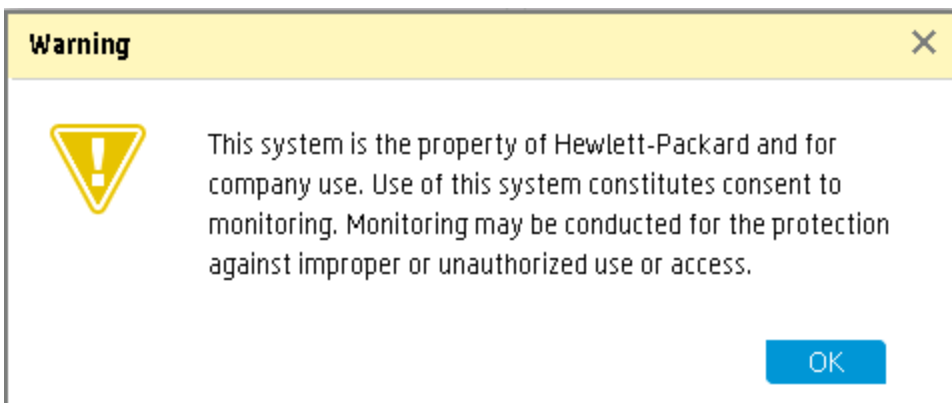 Warning
This system is the property of Hewlett-Packard and for
company use. Use of this system constitutes consent to
monitoring. Monitoring may be conducted for the protection
against improper or unauthorized use or access.
OK